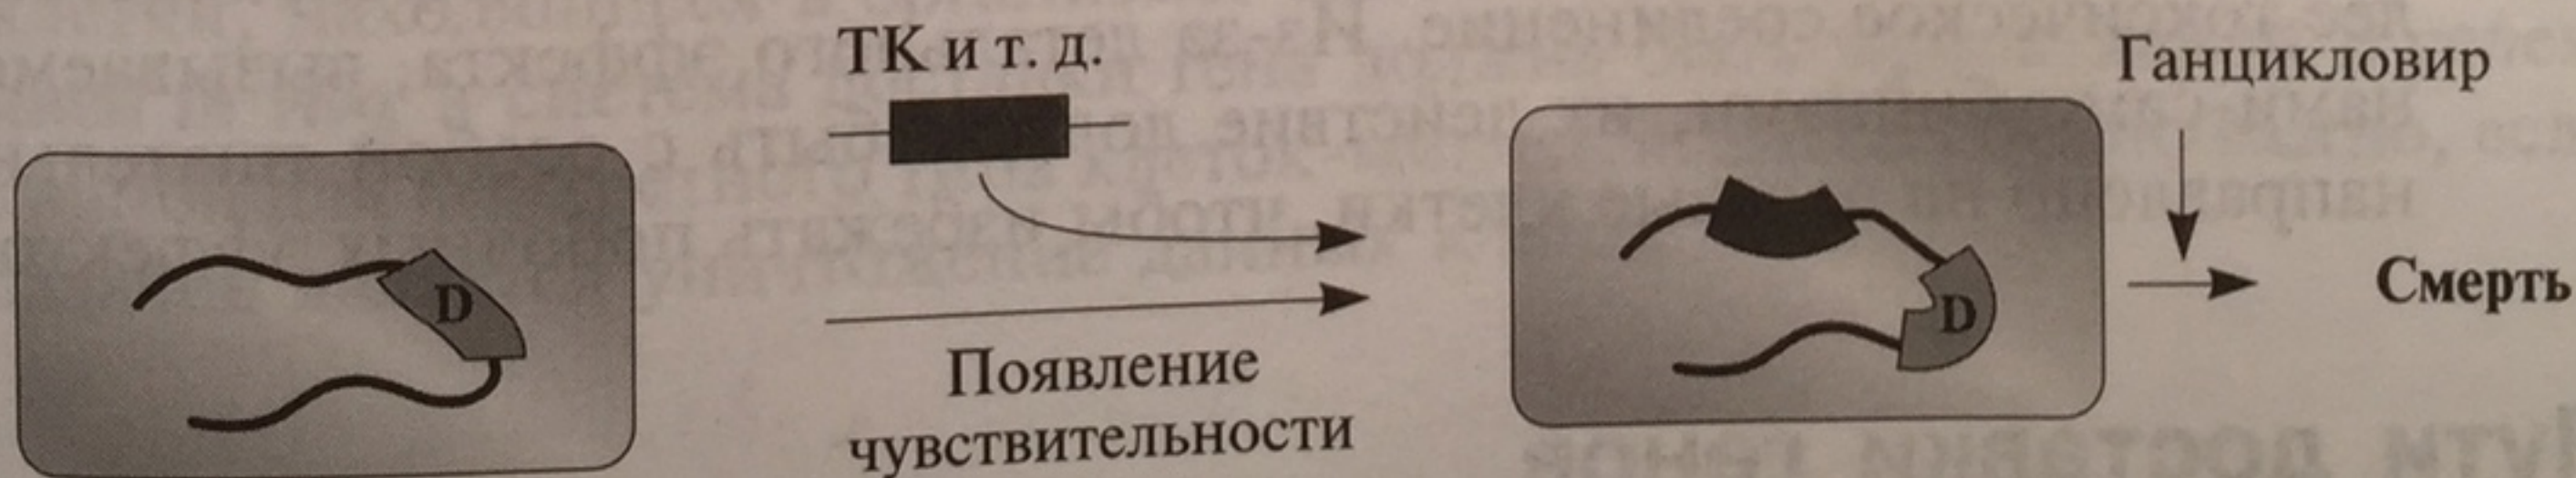 ТК и т. д.
Ганцикловир
D
D
Смерть
Появление
чувствительности